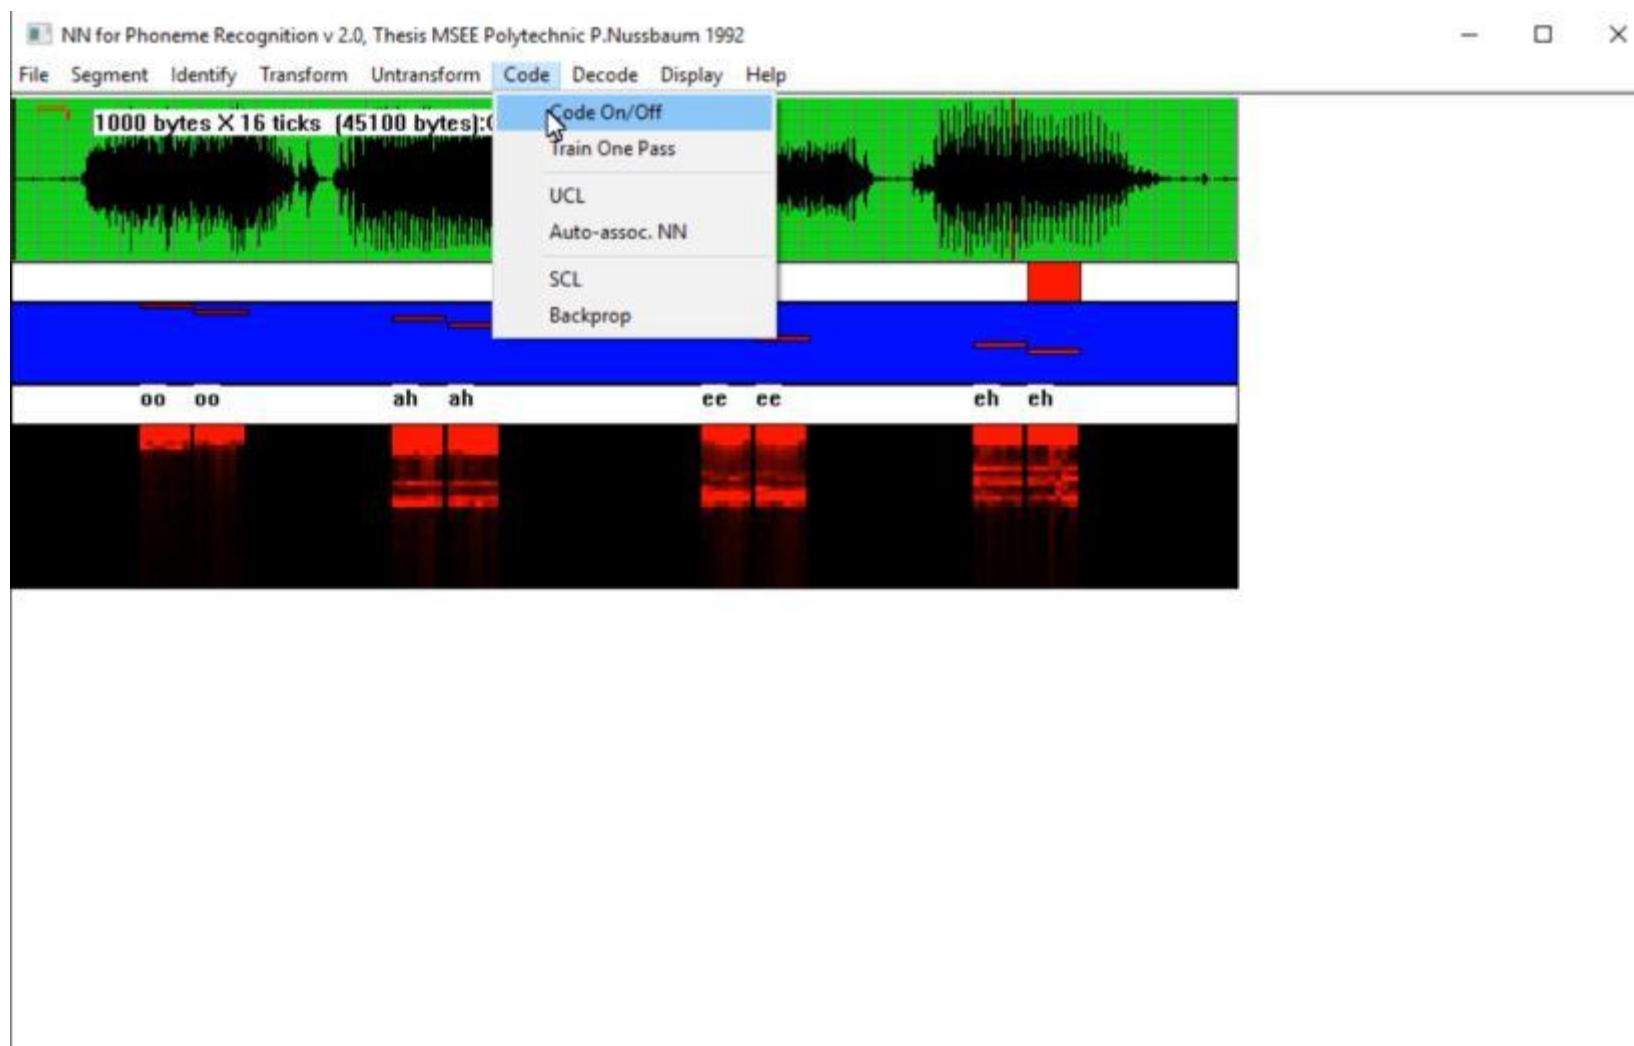 NN for Phoneme Recognition v 2.0, Thesis MSEE Polytechnic P.Nussbaum 1992
File Segment Identify Transform Untransform Code Decode Display Help
1000 bytes X 16 ticks (45100 bytes):
Code On/Off
Train One Pass
UCL
Auto-assoc. NN
SCL
Backprop
oo oo ah ah ee ee eh eh